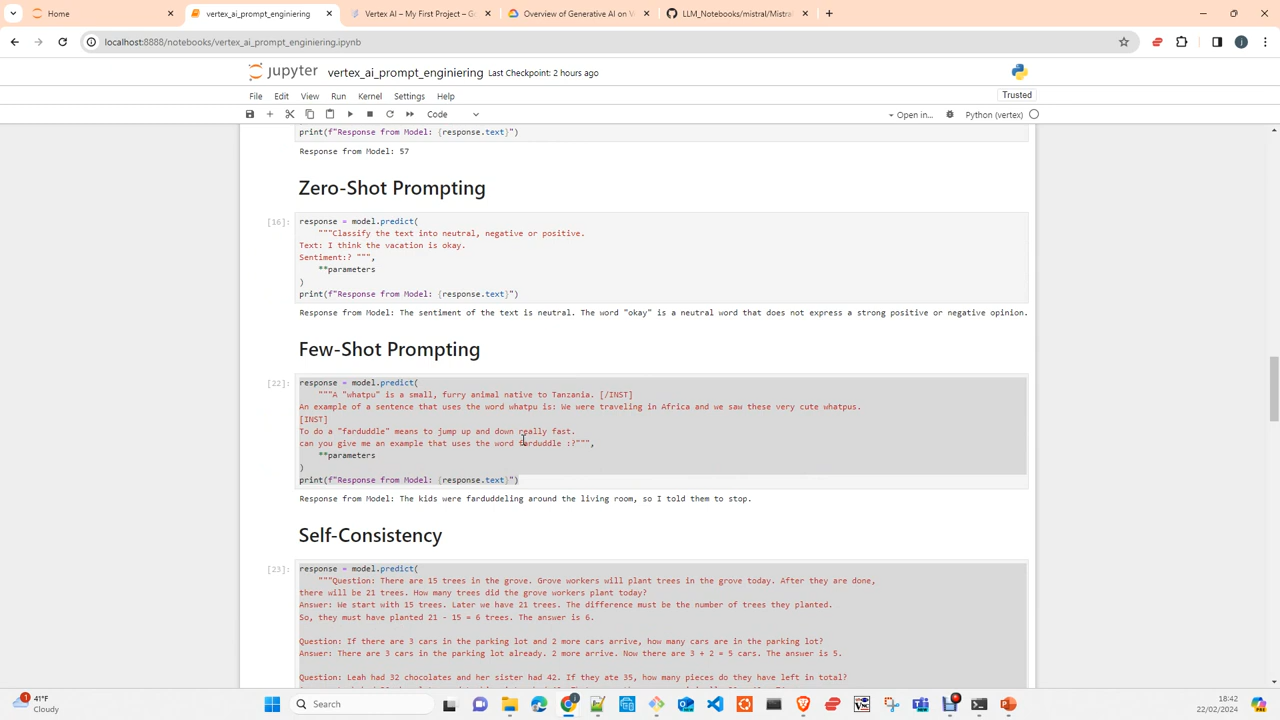 Home
vertex_ai_prompt_enginiering
Vertex AI – My First Project – G
Overview of Generative AI on V
LLM_Notebooks/mistral/Mistral
localhost:8888/notebooks/vertex_ai_prompt_enginiering.ipynb
jupyter vertex_ai_prompt_enginiering Last Checkpoint: 2 hours ago
File Edit View Run Kernel Settings Help
Trusted
Code
Open in...
Python (vertex)
print(f"Response from Model: {response.text}")
Response from Model: 57
Zero-Shot Prompting
[16]: response = model.predict(
"""Classify the text into neutral, negative or positive.
Text: I think the vacation is okay.
Sentiment:? """,
**parameters
)
print(f"Response from Model: {response.text}")
Response from Model: The sentiment of the text is neutral. The word "okay" is a neutral word that does not express a strong positive or negative opinion.
Few-Shot Prompting
[22]: response = model.predict(
"""A "whatpu" is a small, furry animal native to Tanzania. [/INST]
An example of a sentence that uses the word whatpu is: We were traveling in Africa and we saw these very cute whatpus.
[INST]
To do a "farduddle" means to jump up and down really fast.
can you give me an example that uses the word farduddle :?""",
**parameters
)
print(f"Response from Model: {response.text}")
Response from Model: The kids were farduddeling around the living room, so I told them to stop.
Self-Consistency
[23]: response = model.predict(
"""Question: There are 15 trees in the grove. Grove workers will plant trees in the grove today. After they are done,
there will be 21 trees. How many trees did the grove workers plant today?
Answer: We start with 15 trees. Later we have 21 trees. The difference must be the number of trees they planted.
So, they must have planted 21 - 15 = 6 trees. The answer is 6.
Question: If there are 3 cars in the parking lot and 2 more cars arrive, how many cars are in the parking lot?
Answer: There are 3 cars in the parking lot already. 2 more arrive. Now there are 3 + 2 = 5 cars. The answer is 5.
Question: Leah had 32 chocolates and her sister had 42. If they ate 35, how many pieces do they have left in total?
1
41°F
Cloudy
Search
18:42
22/02/2024